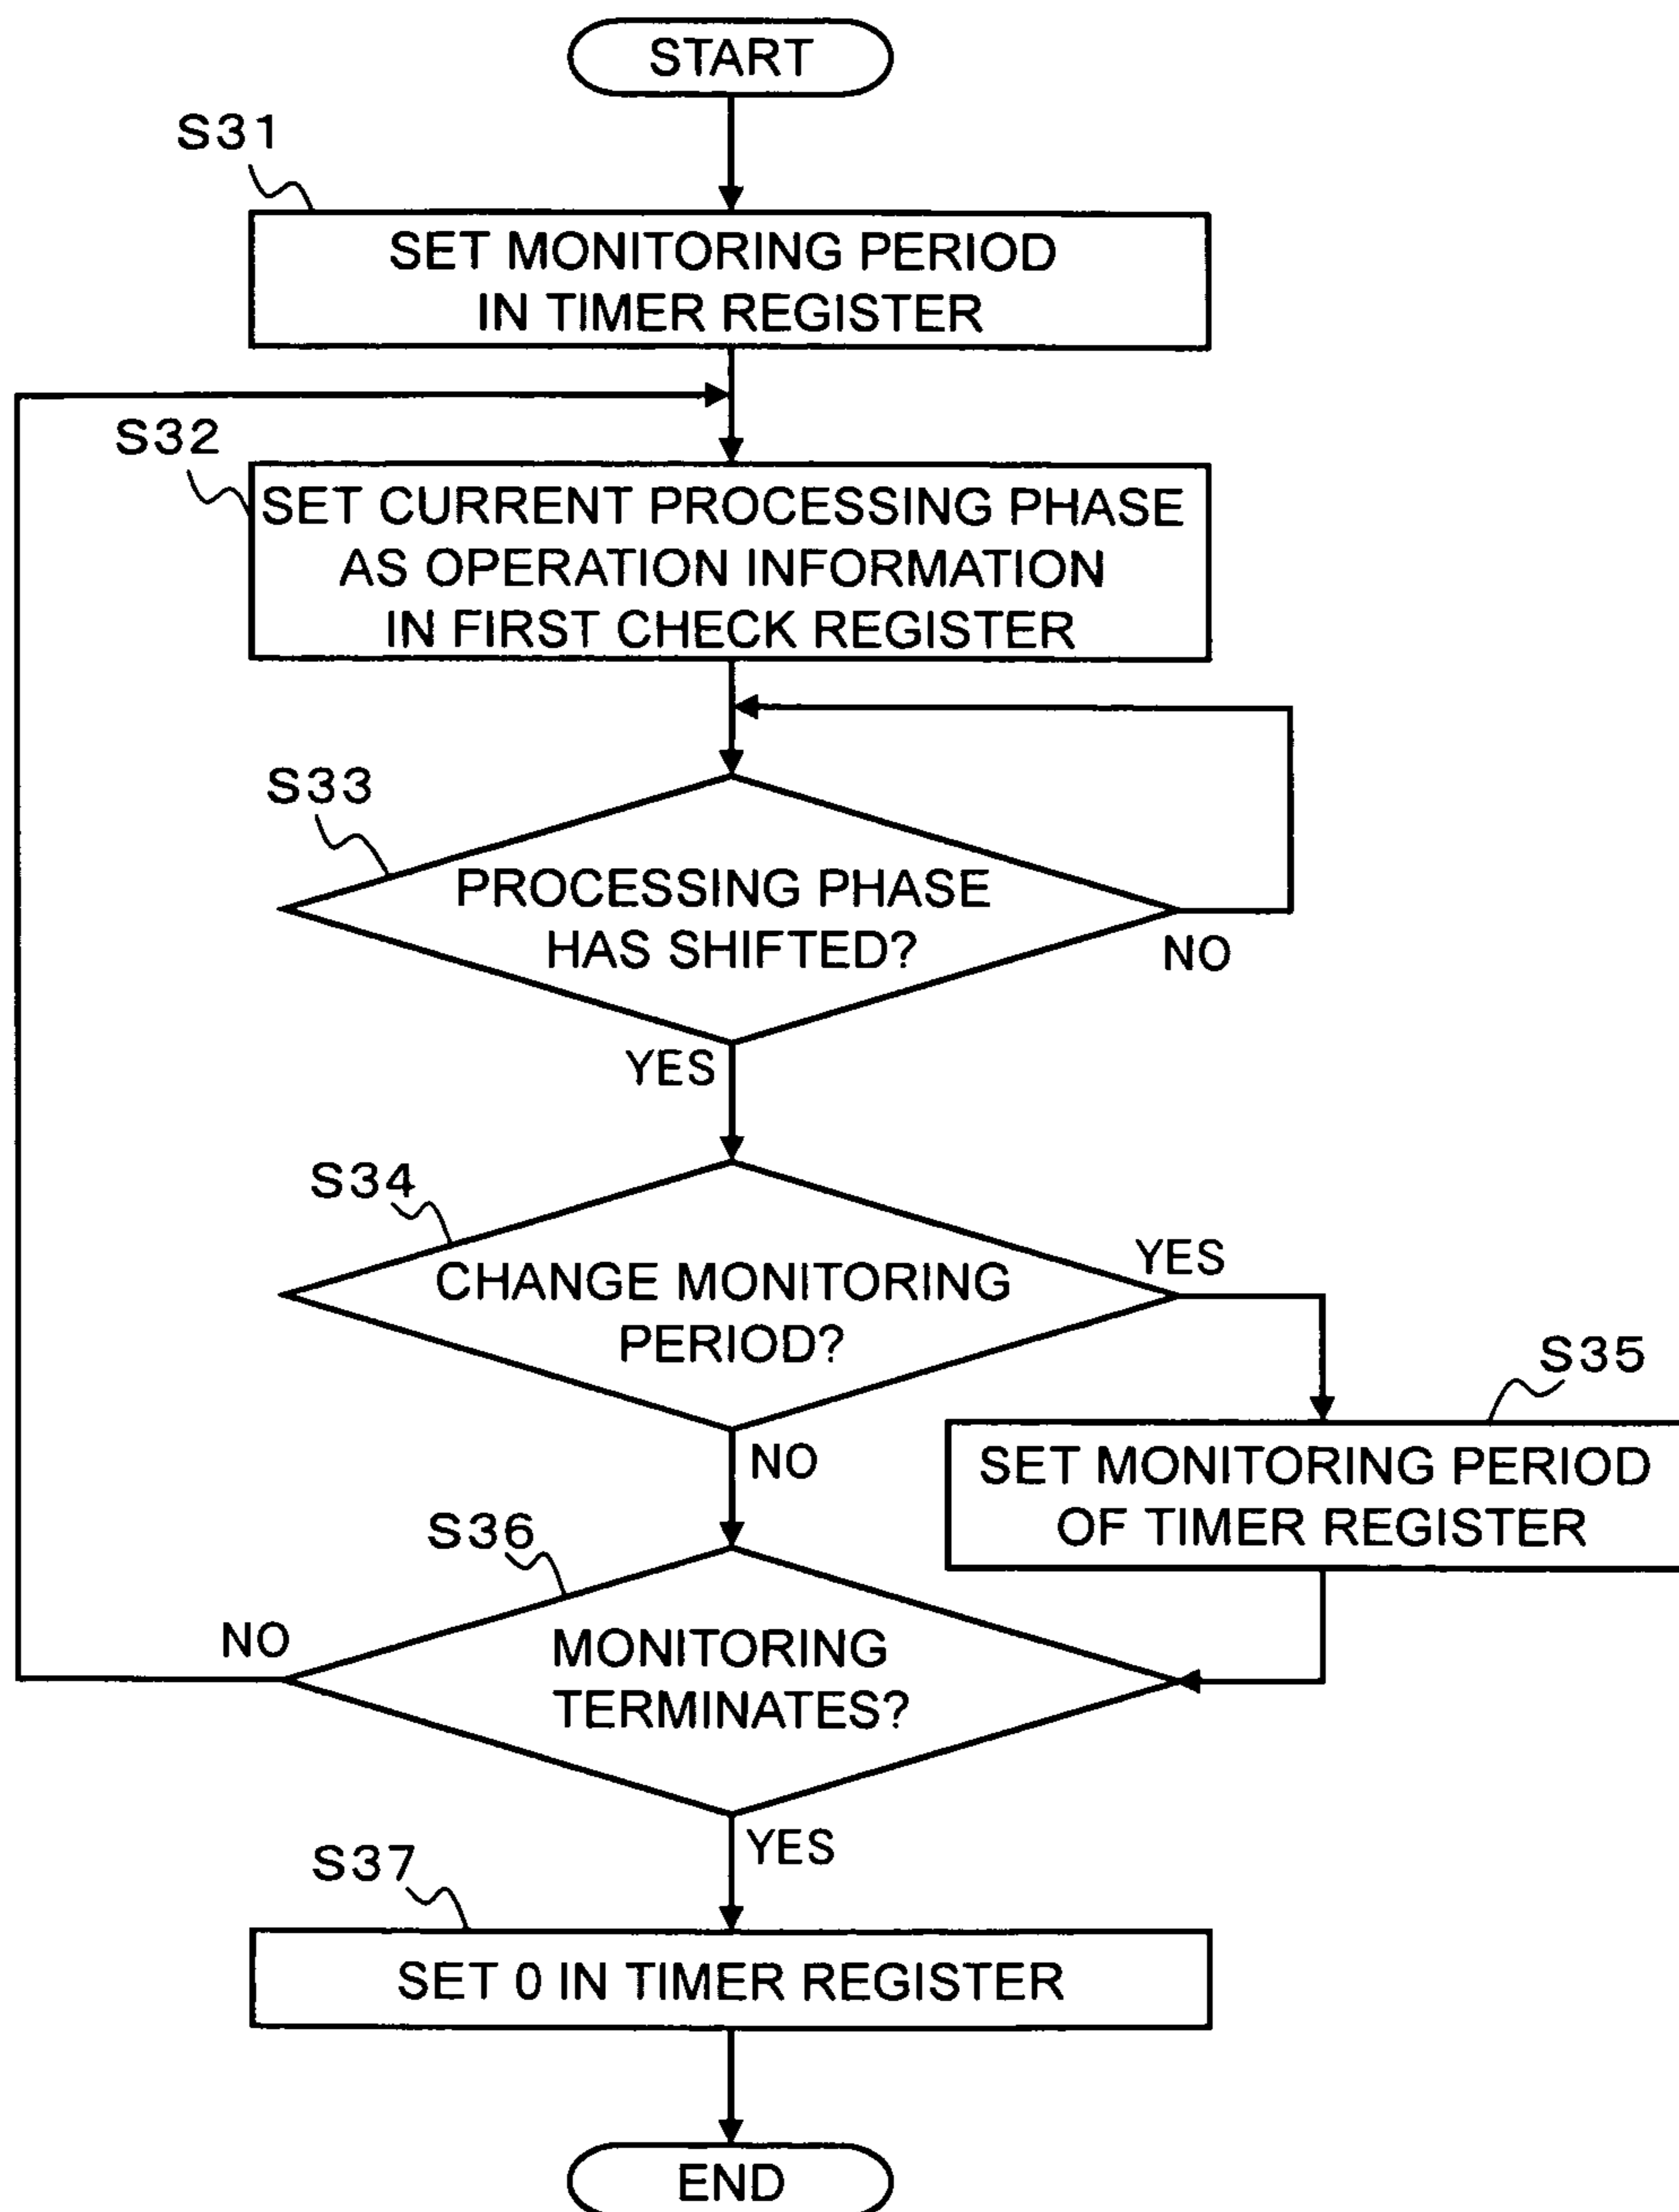 START
S31
SET MONITORING PERIOD
IN TIMER REGISTER
S32
SET CURRENT PROCESSING PHASE
AS OPERATION INFORMATION
IN FIRST CHECK REGISTER
S33
PROCESSING PHASE
HAS SHIFTED?
NO
YES
S34
CHANGE MONITORING
PERIOD?
YES
NO
S35
SET MONITORING PERIOD
OF TIMER REGISTER
S36
MONITORING
TERMINATES?
NO
YES
S37
SET 0 IN TIMER REGISTER
END